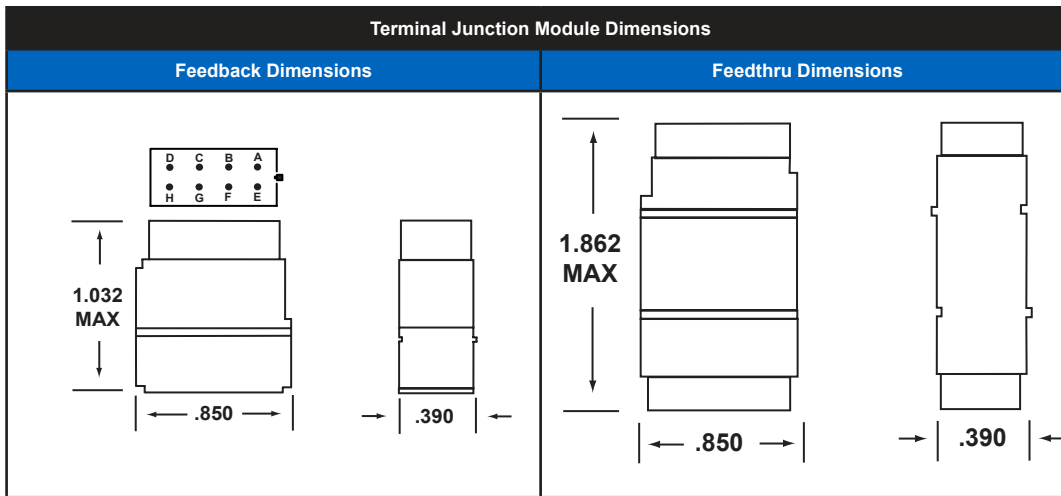 Terminal Junction Module Dimensions
Feedback Dimensions
Feedthru Dimensions
D C B A
H G F E
1.032
MAX
.850
.390
1.862
MAX
.850
.390